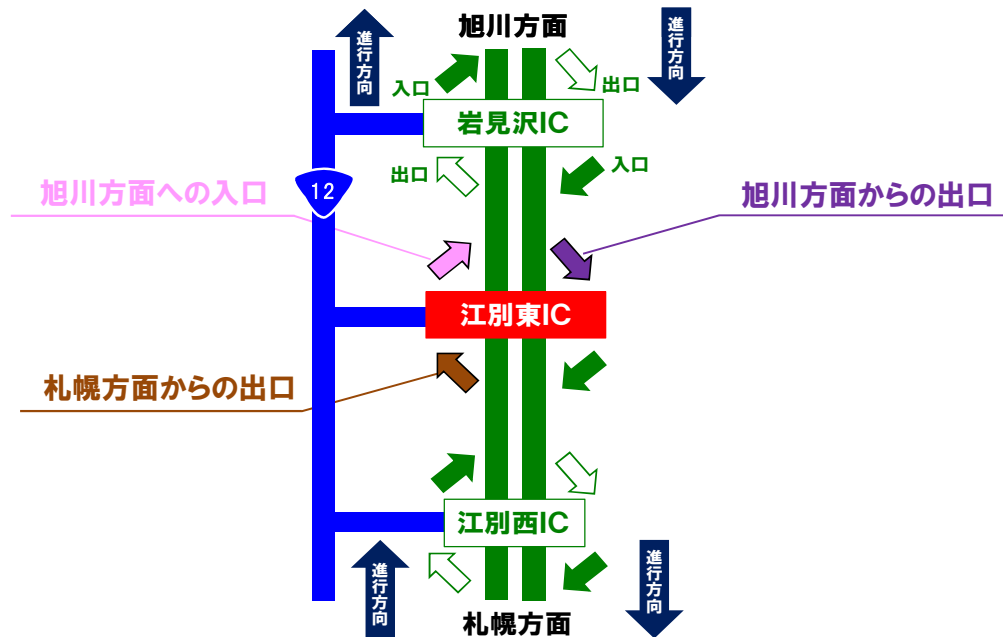 旭川方面
進行方向
進行方向
入口
出口
岩見沢IC
出口
入口
12
旭川方面への入口
旭川方面からの出口
江別東IC
札幌方面からの出口
江別西IC
進行方向
進行方向
札幌方面